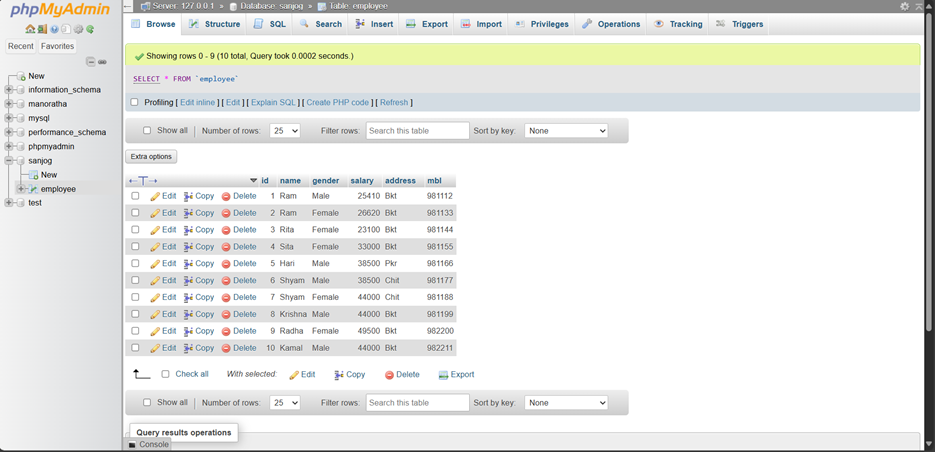 phpMyAdmin
Recent Favorites
New
information_schema
manoratha
mysql
performance_schema
phpmyadmin
sanjog
New
employee
test
Server: 127.0.0.1 » Database: sanjog » Table: employee
Browse Structure SQL Search Insert Export Import Privileges Operations Tracking Triggers
Showing rows 0 - 9 (10 total, Query took 0.0002 seconds.)
SELECT * FROM `employee`
Profiling [ Edit inline ] [ Edit ] [ Explain SQL ] [ Create PHP code ] [ Refresh ]
Show all Number of rows: 25 Filter rows: Search this table Sort by key: None
Extra options
id name gender salary address mbl
Edit Copy Delete 1 Ram Male 25410 Bkt 981112
Edit Copy Delete 2 Ram Female 26620 Bkt 981133
Edit Copy Delete 3 Rita Female 23100 Bkt 981144
Edit Copy Delete 4 Sita Female 33000 Bkt 981155
Edit Copy Delete 5 Hari Male 38500 Pkr 981166
Edit Copy Delete 6 Shyam Male 38500 Chit 981177
Edit Copy Delete 7 Shyam Female 44000 Chit 981188
Edit Copy Delete 8 Krishna Male 44000 Bkt 981199
Edit Copy Delete 9 Radha Female 49500 Bkt 982200
Edit Copy Delete 10 Kamal Male 44000 Bkt 982211
Check all With selected: Edit Copy Delete Export
Show all Number of rows: 25 Filter rows: Search this table Sort by key: None
Query results operations
Console